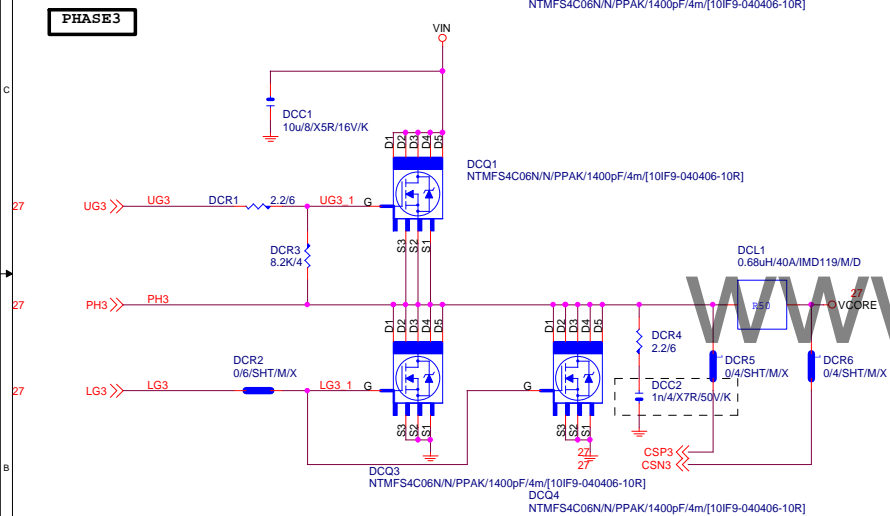 NTMFS4C06N/N/PPAK/1400pF/4m/[10IF9-040406-10R]
PHASE3
VIN
C
DCC1
10u/8/X5R/16V/K
D1 D2 D3 D4 D5
DCQ1
NTMFS4C06N/N/PPAK/1400pF/4m/[10IF9-040406-10R]
27 UG3 UG3 DCR1 2.2/6 UG3_1 G
S3 S2 S1
DCR3
8.2K/4
DCL1
0.68uH/40A/IMD119/M/D
27 PH3 PH3
R50
27
VCORE
WWW
D1 D2 D3 D4 D5
D1 D2 D3 D4 D5
DCR4
2.2/6
DCR2
0/6/SHT/M/X
DCR5
0/4/SHT/M/X
DCR6
0/4/SHT/M/X
27 LG3 LG3 LG3_1 G
G
DCC2
1n/4/X7R/50V/K
S3 S2 S1
S3 S2 S1
27 CSP3
27 CSN3
B
DCQ3
NTMFS4C06N/N/PPAK/1400pF/4m/[10IF9-040406-10R]
DCQ4
NTMFS4C06N/N/PPAK/1400pF/4m/[10IF9-040406-10R]